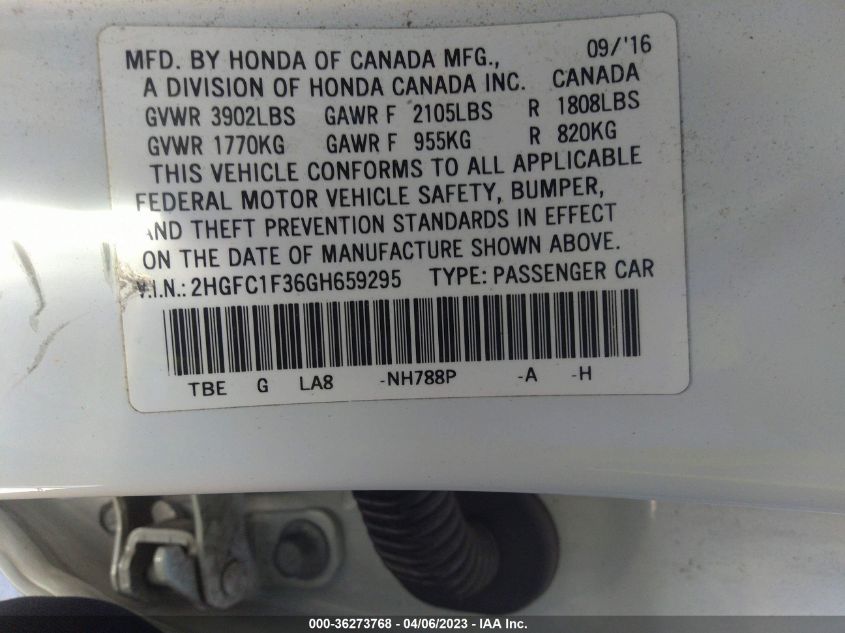 MFD. BY HONDA OF CANADA MFG., 09/'16
A DIVISION OF HONDA CANADA INC. CANADA
GVWR 3902LBS GAWR F 2105LBS R 1808LBS
GVWR 1770KG GAWR F 955KG R 820KG
THIS VEHICLE CONFORMS TO ALL APPLICABLE
FEDERAL MOTOR VEHICLE SAFETY, BUMPER,
AND THEFT PREVENTION STANDARDS IN EFFECT
ON THE DATE OF MANUFACTURE SHOWN ABOVE.
V.I.N.: 2HGFC1F36GH659295 TYPE: PASSENGER CAR
TBE G LA8 -NH788P -A -H
000-36273768 - 04/06/2023 - IAA Inc.